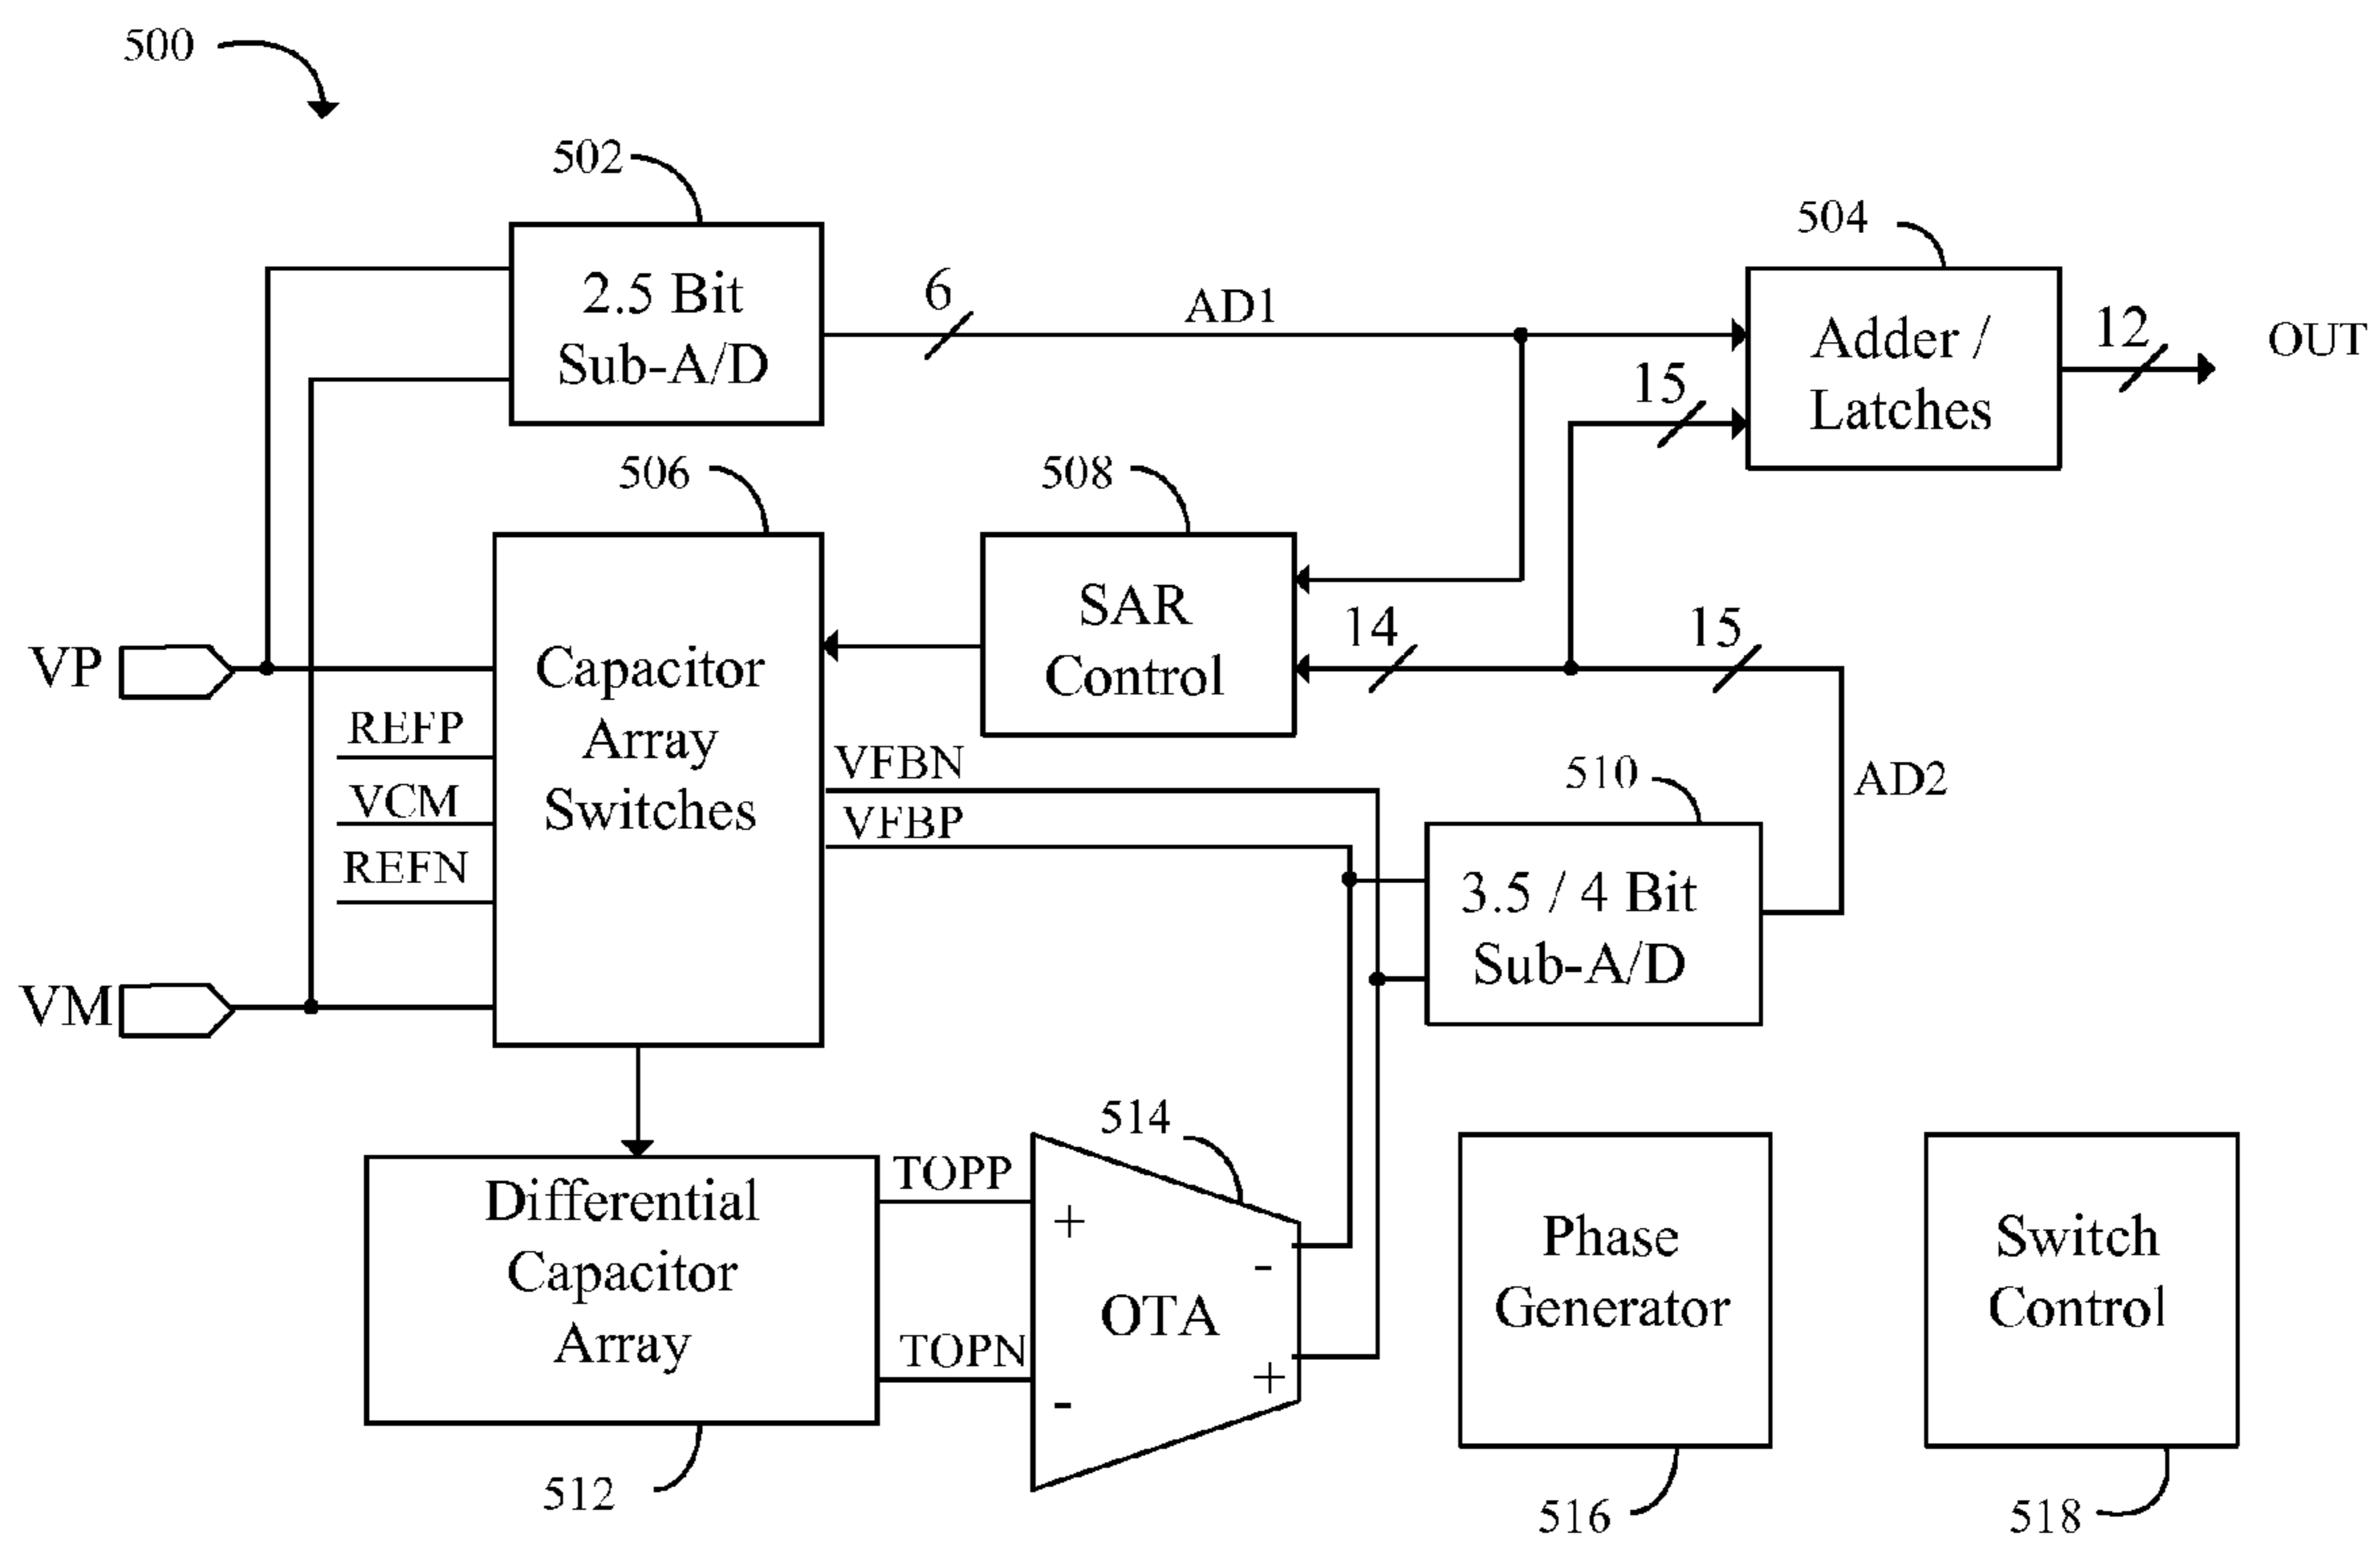 500
502
2.5 Bit
Sub-A/D
6
AD1
504
Adder /
Latches
12
OUT
15
506
508
Capacitor
Array
Switches
SAR
Control
14
15
VP
REFP
VCM
REFN
VM
VFBN
VFBP
510
AD2
3.5 / 4 Bit
Sub-A/D
Differential
Capacitor
Array
512
TOPP
TOPN
514
+
-
OTA
-
+
Phase
Generator
516
Switch
Control
518